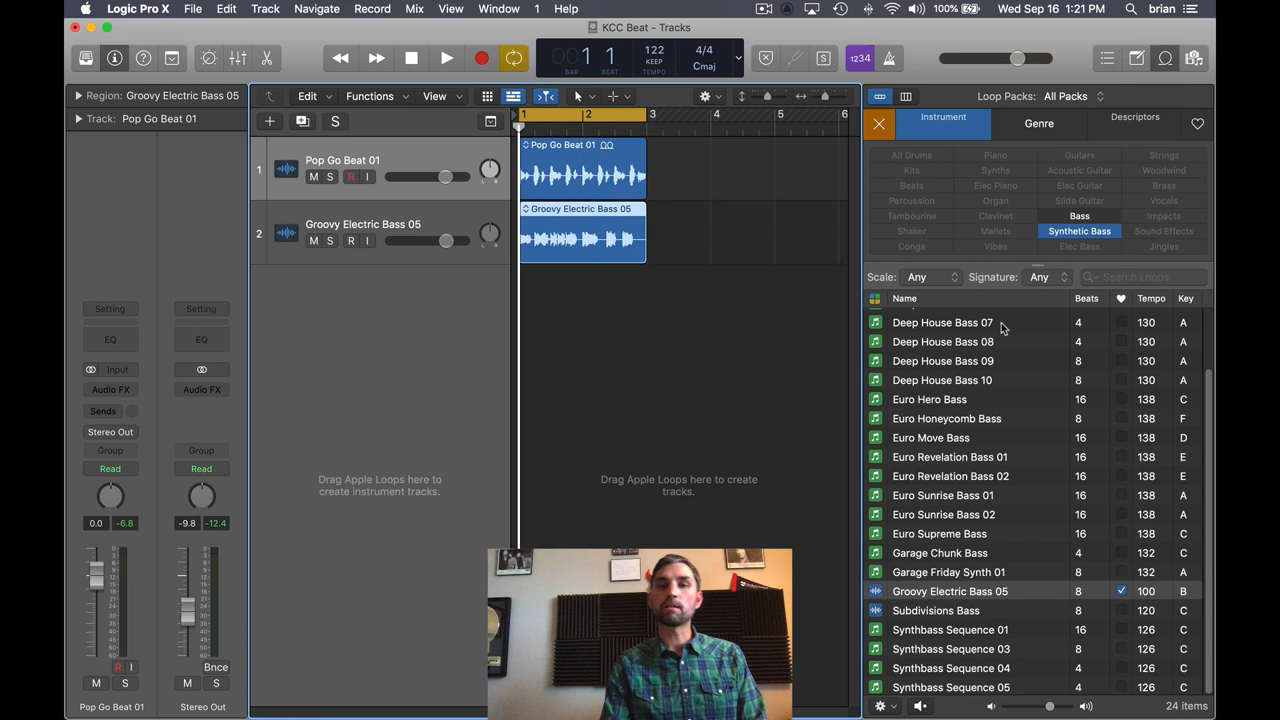 Logic Pro X File Edit Track Navigate Record Mix View Window 1 Help 100% Wed Sep 16 1:21 PM brian
KCC Beat - Tracks
001 1 122 4/4
KEEP Cmaj
BAR BEAT TEMPO
1234
Region: Groovy Electric Bass 05
Track: Pop Go Beat 01
Edit Functions View
S
1 2 3 4 5 6
1 Pop Go Beat 01
M S R I
L R
Pop Go Beat 01
2 Groovy Electric Bass 05
M S R I
L R
Groovy Electric Bass 05
Drag Apple Loops here to create instrument tracks.
Drag Apple Loops here to create tracks.
Setting Setting
EQ EQ
Input
Audio FX Audio FX
Sends
Stereo Out
Group Group
Read Read
0.0 -6.8 -9.8 -12.4
R I Bnce
M S M S
Pop Go Beat 01 Stereo Out
Loop Packs: All Packs
Instrument Genre Descriptors
All Drums Piano Guitars Strings
Kits Synths Acoustic Guitar Woodwind
Beats Elec Piano Elec Guitar Brass
Percussion Organ Slide Guitar Vocals
Tambourine Clavinet Bass Impacts
Shaker Mallets Synthetic Bass Sound Effects
Conga Vibes Elec Bass Jingles
Scale: Any Signature: Any Search Loops
Name Beats Tempo Key
Deep House Bass 07 4 130 A
Deep House Bass 08 4 130 A
Deep House Bass 09 8 130 A
Deep House Bass 10 8 130 A
Euro Hero Bass 16 138 C
Euro Honeycomb Bass 8 138 F
Euro Move Bass 16 138 D
Euro Revelation Bass 01 16 138 E
Euro Revelation Bass 02 16 138 E
Euro Sunrise Bass 01 16 138 A
Euro Sunrise Bass 02 16 138 A
Euro Supreme Bass 16 138 C
Garage Chunk Bass 4 132 C
Garage Friday Synth 01 8 132 A
Groovy Electric Bass 05 8 100 B
Subdivisions Bass 8 120 C
Synthbass Sequence 01 16 126 C
Synthbass Sequence 03 8 126 C
Synthbass Sequence 04 4 126 C
Synthbass Sequence 05 4 126 C
24 items